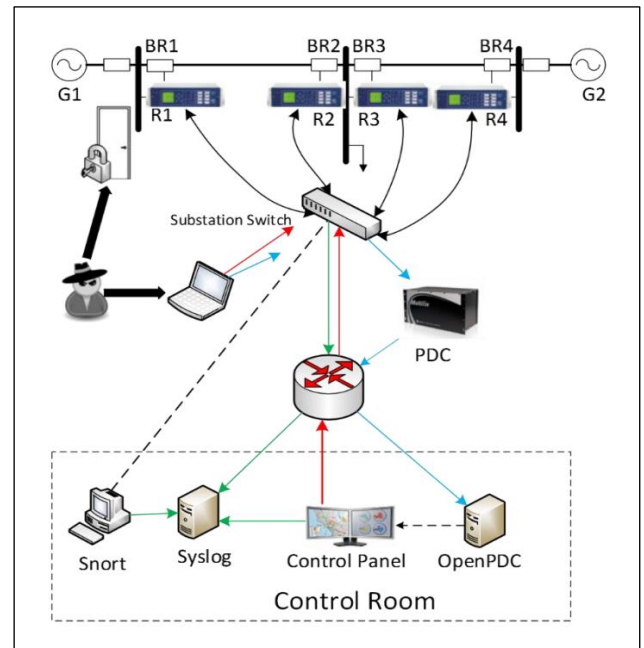 BR1
BR2
BR3
BR4
G1
G2
R1
R2
R3
R4
Substation Switch
PDC
Snort
Syslog
Control Panel
OpenPDC
Control Room